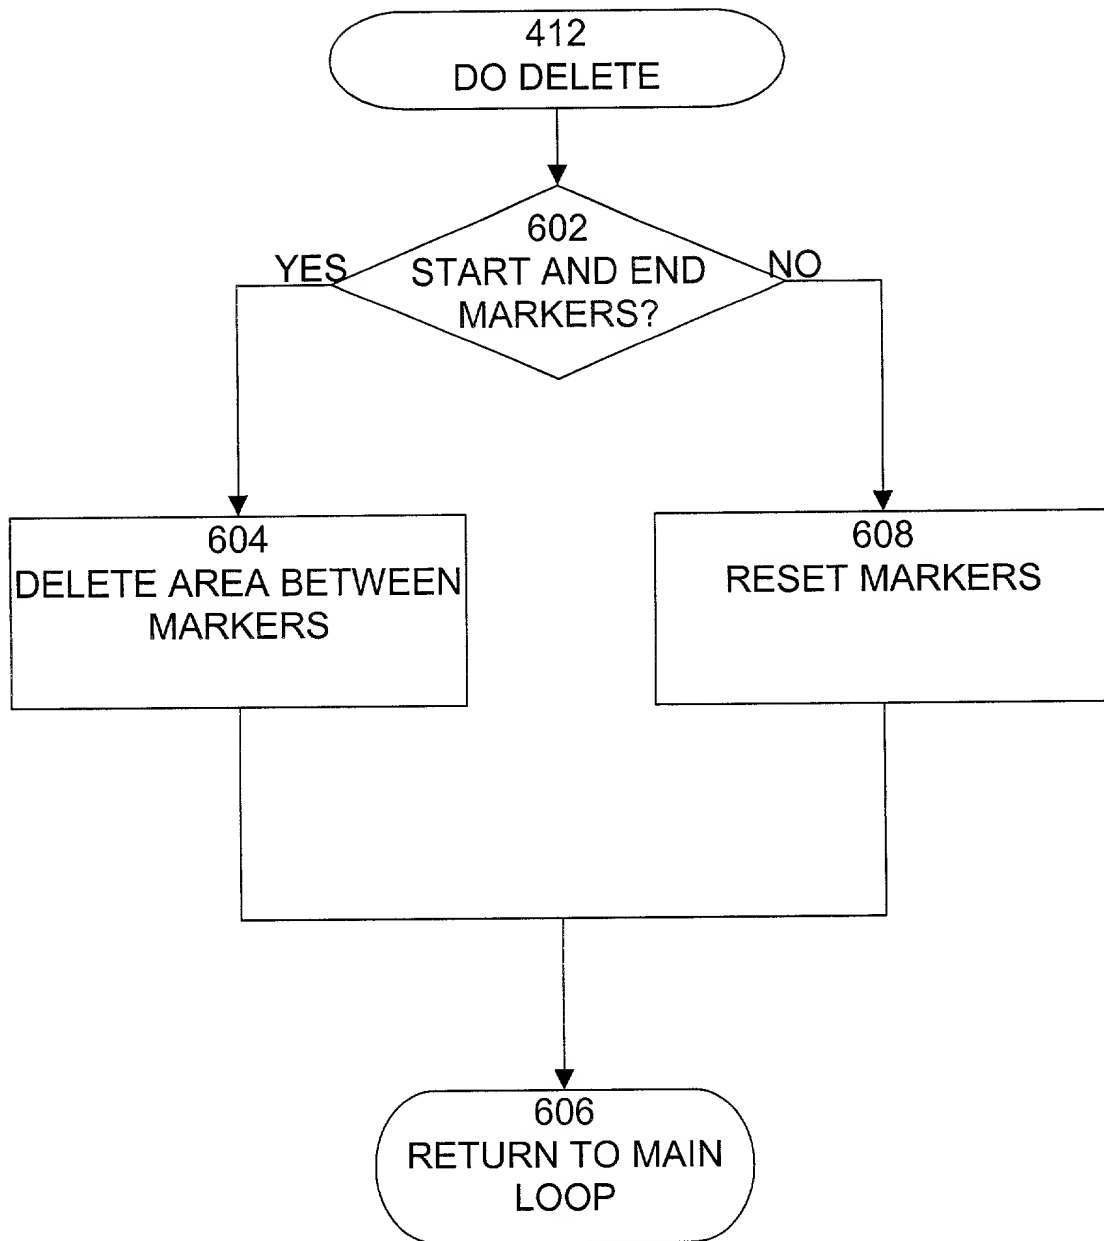 412
DO DELETE
602
START AND END
MARKERS?
YES
NO
604
DELETE AREA BETWEEN
MARKERS
608
RESET MARKERS
606
RETURN TO MAIN
LOOP